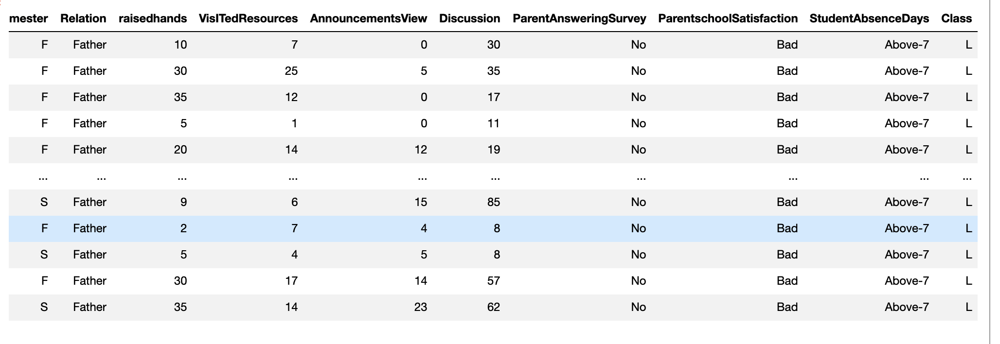 mester Relation raisedhands VisITedResources AnnouncementsView Discussion ParentAnsweringSurvey ParentschoolSatisfaction StudentAbsenceDays Class
F Father 10 7 0 30 No Bad Above-7 L
F Father 30 25 5 35 No Bad Above-7 L
F Father 35 12 0 17 No Bad Above-7 L
F Father 5 1 0 11 No Bad Above-7 L
F Father 20 14 12 19 No Bad Above-7 L
... ... ... ... ... ... ... ... ... ...
S Father 9 6 15 85 No Bad Above-7 L
F Father 2 7 4 8 No Bad Above-7 L
S Father 5 4 5 8 No Bad Above-7 L
F Father 30 17 14 57 No Bad Above-7 L
S Father 35 14 23 62 No Bad Above-7 L